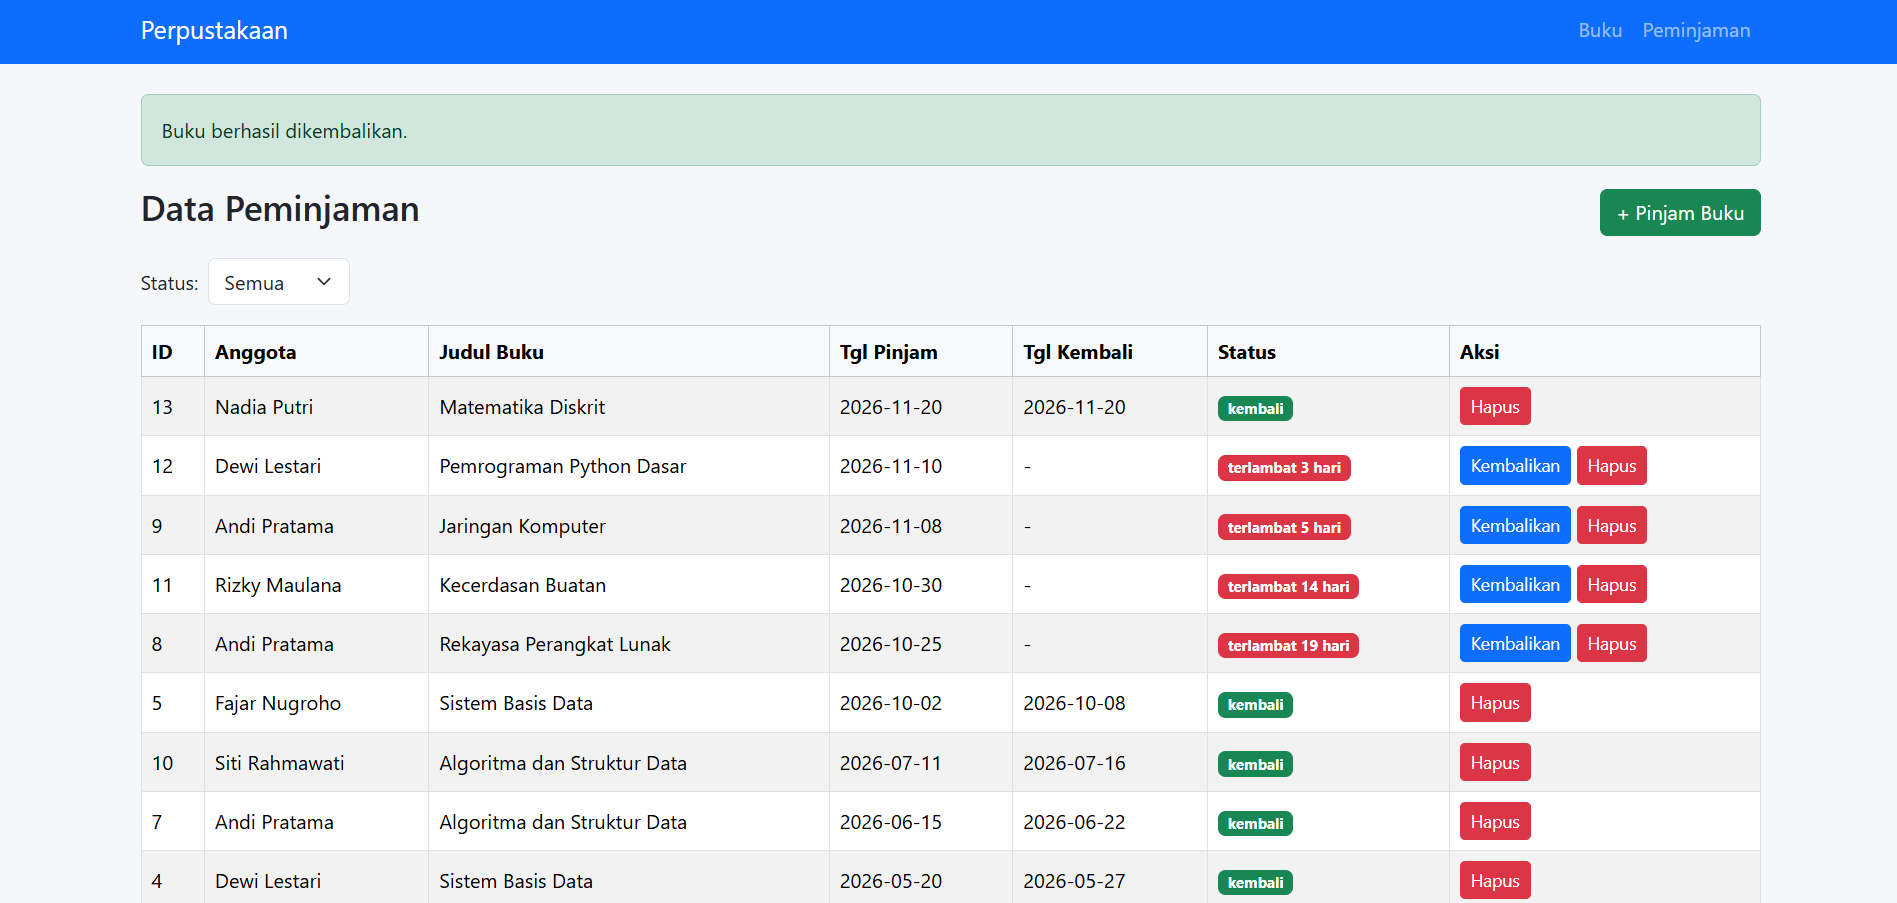 Perpustakaan Buku Peminjaman
Buku berhasil dikembalikan.
Data Peminjaman + Pinjam Buku
Status: Semua
ID Anggota Judul Buku Tgl Pinjam Tgl Kembali Status Aksi
13 Nadia Putri Matematika Diskrit 2026-11-20 2026-11-20 kembali Hapus
12 Dewi Lestari Pemrograman Python Dasar 2026-11-10 - terlambat 3 hari Kembalikan Hapus
9 Andi Pratama Jaringan Komputer 2026-11-08 - terlambat 5 hari Kembalikan Hapus
11 Rizky Maulana Kecerdasan Buatan 2026-10-30 - terlambat 14 hari Kembalikan Hapus
8 Andi Pratama Rekayasa Perangkat Lunak 2026-10-25 - terlambat 19 hari Kembalikan Hapus
5 Fajar Nugroho Sistem Basis Data 2026-10-02 2026-10-08 kembali Hapus
10 Siti Rahmawati Algoritma dan Struktur Data 2026-07-11 2026-07-16 kembali Hapus
7 Andi Pratama Algoritma dan Struktur Data 2026-06-15 2026-06-22 kembali Hapus
4 Dewi Lestari Sistem Basis Data 2026-05-20 2026-05-27 kembali Hapus